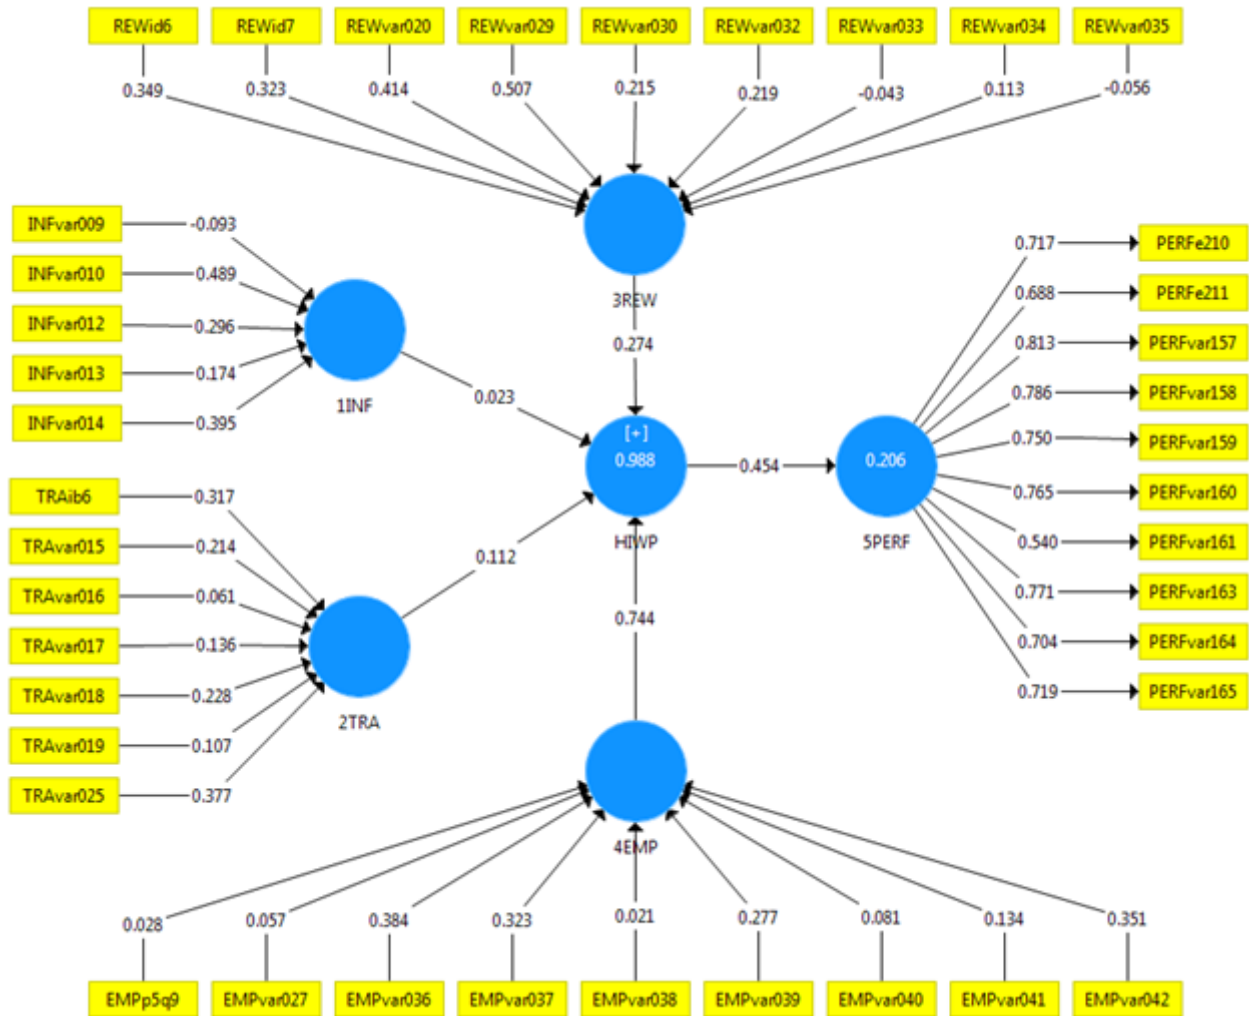 REWid6 REWid7 REWvar020 REWvar029 REWvar030 REWvar032 REWvar033 REWvar034 REWvar035
0.349 0.323 0.414 0.507 0.215 0.219 -0.043 0.113 -0.056
3REW
0.274
INFvar009 -0.093
INFvar010 0.489
INFvar012 0.296
INFvar013 0.174
INFvar014 0.395
1INF
0.023
TRAib6 0.317
TRAvar015 0.214
TRAvar016 0.061
TRAvar017 0.136
TRAvar018 0.228
TRAvar019 0.107
TRAvar025 0.377
2TRA
0.112
[+]
0.988
HIWP
0.454
0.206
5PERF
0.717 PERFe210
0.688 PERFe211
0.813 PERFvar157
0.786 PERFvar158
0.750 PERFvar159
0.765 PERFvar160
0.540 PERFvar161
0.771 PERFvar163
0.704 PERFvar164
0.719 PERFvar165
0.744
4EMP
0.028 0.057 0.384 0.323 0.021 0.277 0.081 0.134 0.351
EMPp5q9 EMPvar027 EMPvar036 EMPvar037 EMPvar038 EMPvar039 EMPvar040 EMPvar041 EMPvar042